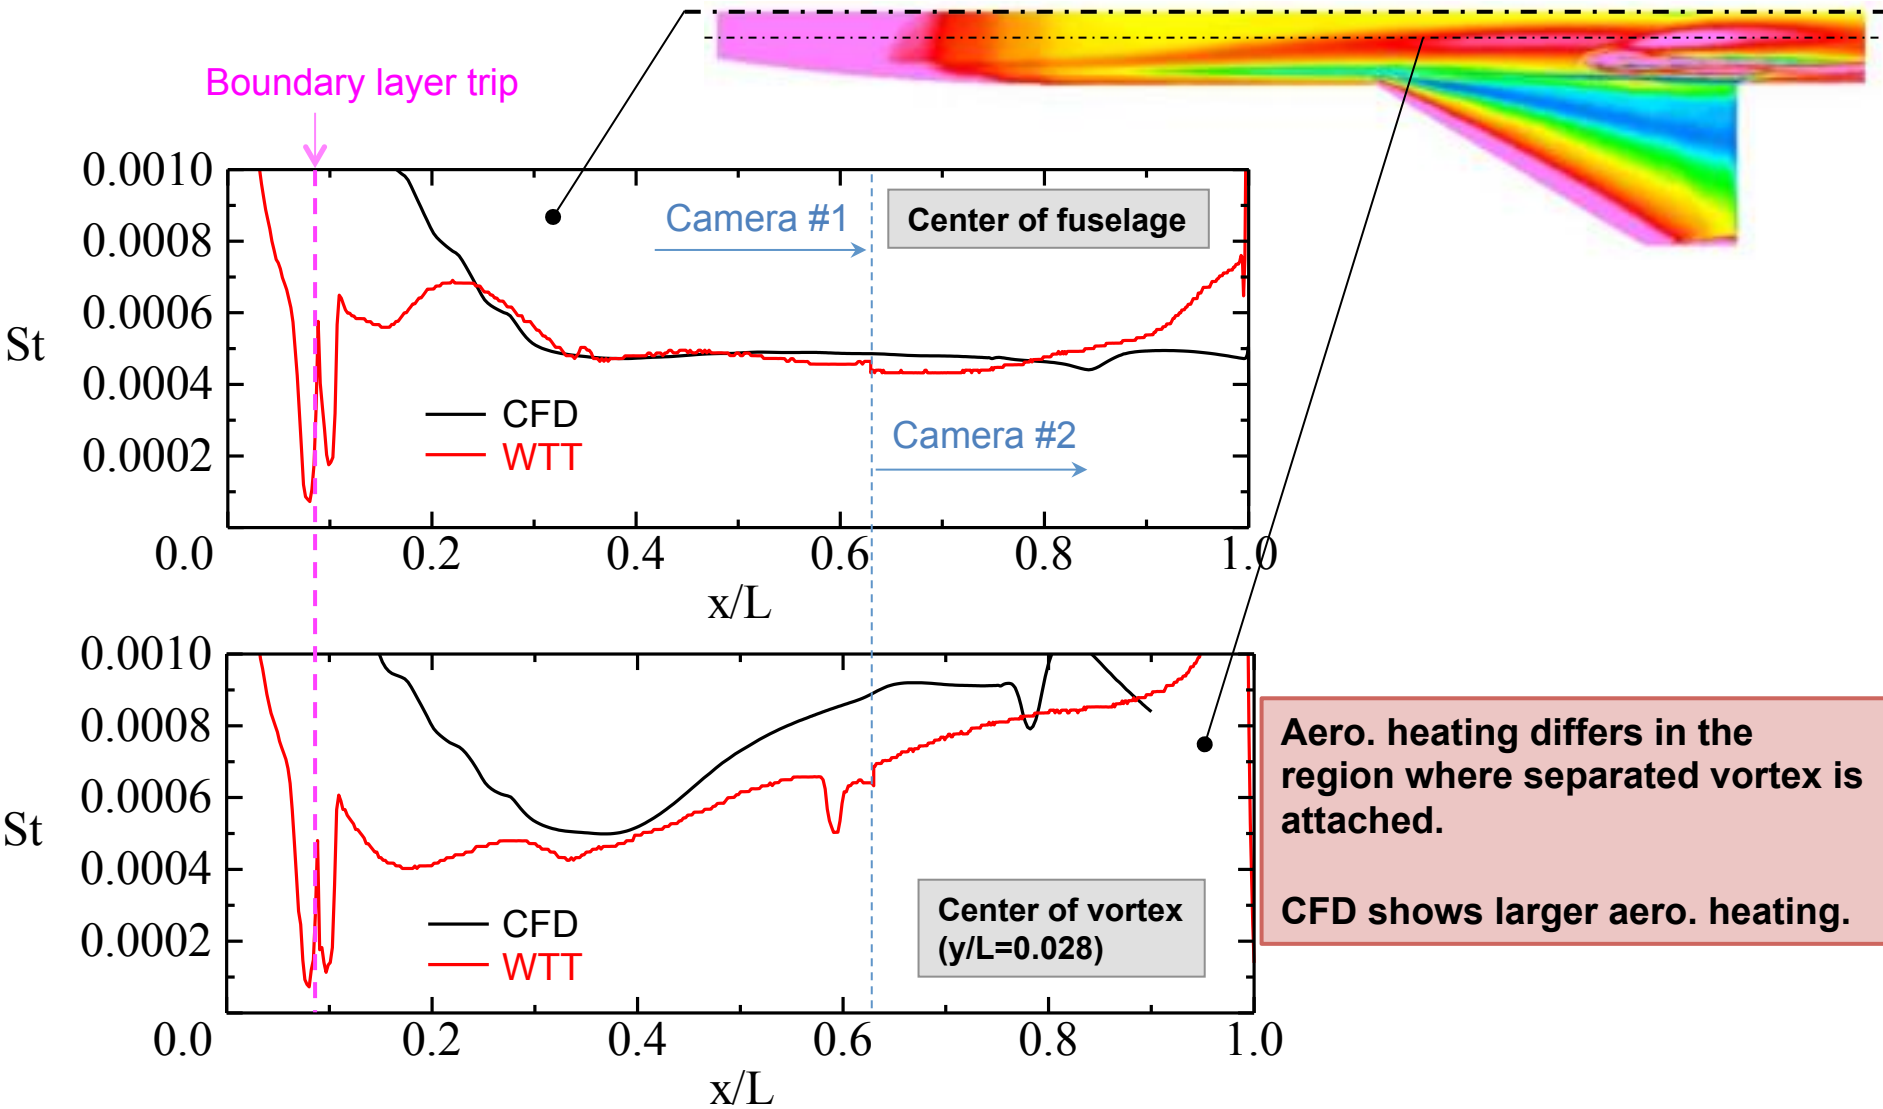 Boundary layer trip
0.0010
0.0008
0.0006
0.0004
0.0002
0.0
St
Camera #1
Center of fuselage
CFD
WTT
Camera #2
0.2
0.4
0.6
0.8
1.0
x/L
0.0010
0.0008
0.0006
0.0004
0.0002
0.0
St
CFD
WTT
Center of vortex
(y/L=0.028)
0.2
0.4
0.6
0.8
1.0
x/L
Aero. heating differs in the
region where separated vortex is
attached.
CFD shows larger aero. heating.